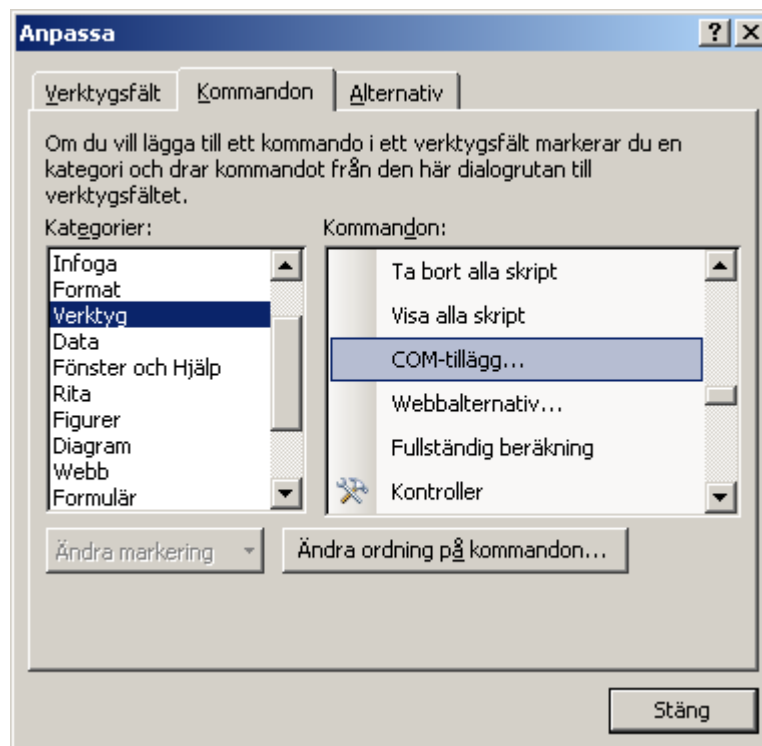 Anpassa
Verktygsfält Kommandon Alternativ
Om du vill lägga till ett kommando i ett verktygsfält markerar du en
kategori och drar kommandot från den här dialogrutan till
verktygsfältet.
Kategorier:
Infoga
Format
Verktyg
Data
Fönster och Hjälp
Rita
Figurer
Diagram
Webb
Formulär
Kommandon:
Ta bort alla skript
Visa alla skript
COM-tillägg...
Webbalternativ...
Fullständig beräkning
Kontroller
Ändra markering
Ändra ordning på kommandon...
Stäng